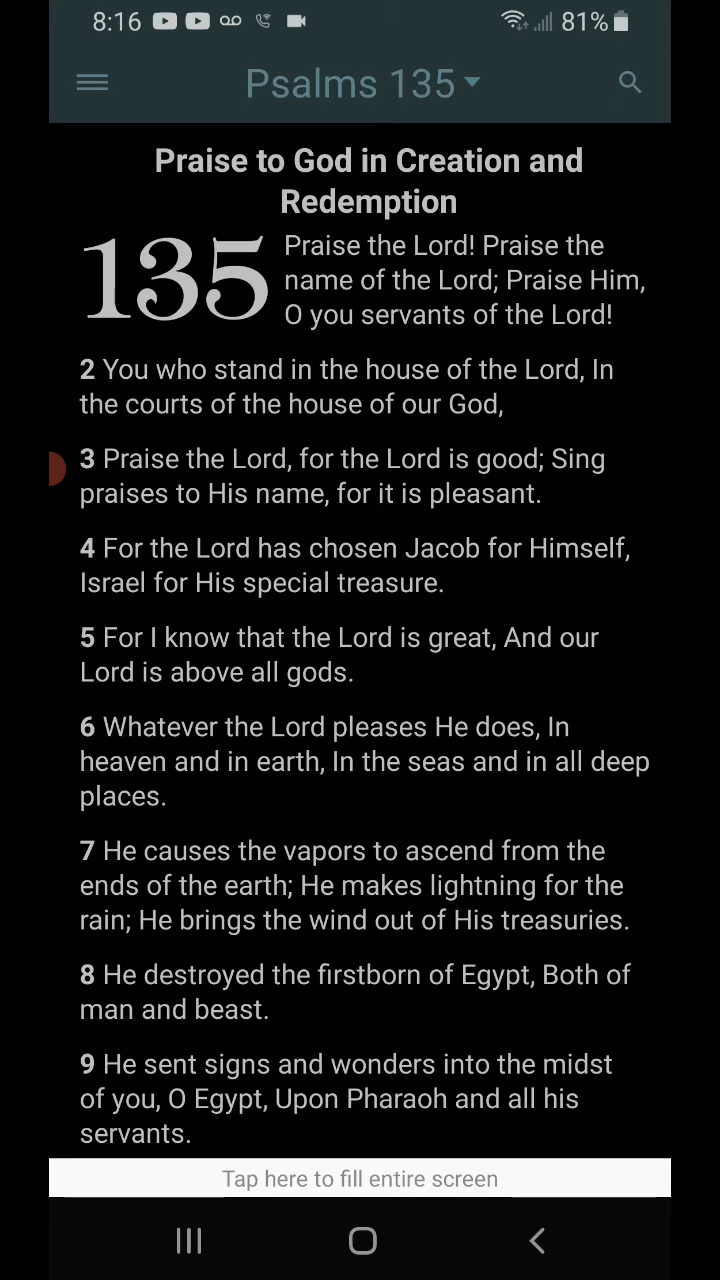 8:16 81%
Psalms 135
Praise to God in Creation and
Redemption
135 Praise the Lord! Praise the
name of the Lord; Praise Him,
O you servants of the Lord!
2 You who stand in the house of the Lord, In
the courts of the house of our God,
3 Praise the Lord, for the Lord is good; Sing
praises to His name, for it is pleasant.
4 For the Lord has chosen Jacob for Himself,
Israel for His special treasure.
5 For I know that the Lord is great, And our
Lord is above all gods.
6 Whatever the Lord pleases He does, In
heaven and in earth, In the seas and in all deep
places.
7 He causes the vapors to ascend from the
ends of the earth; He makes lightning for the
rain; He brings the wind out of His treasuries.
8 He destroyed the firstborn of Egypt, Both of
man and beast.
9 He sent signs and wonders into the midst
of you, O Egypt, Upon Pharaoh and all his
servants.
Tap here to fill entire screen